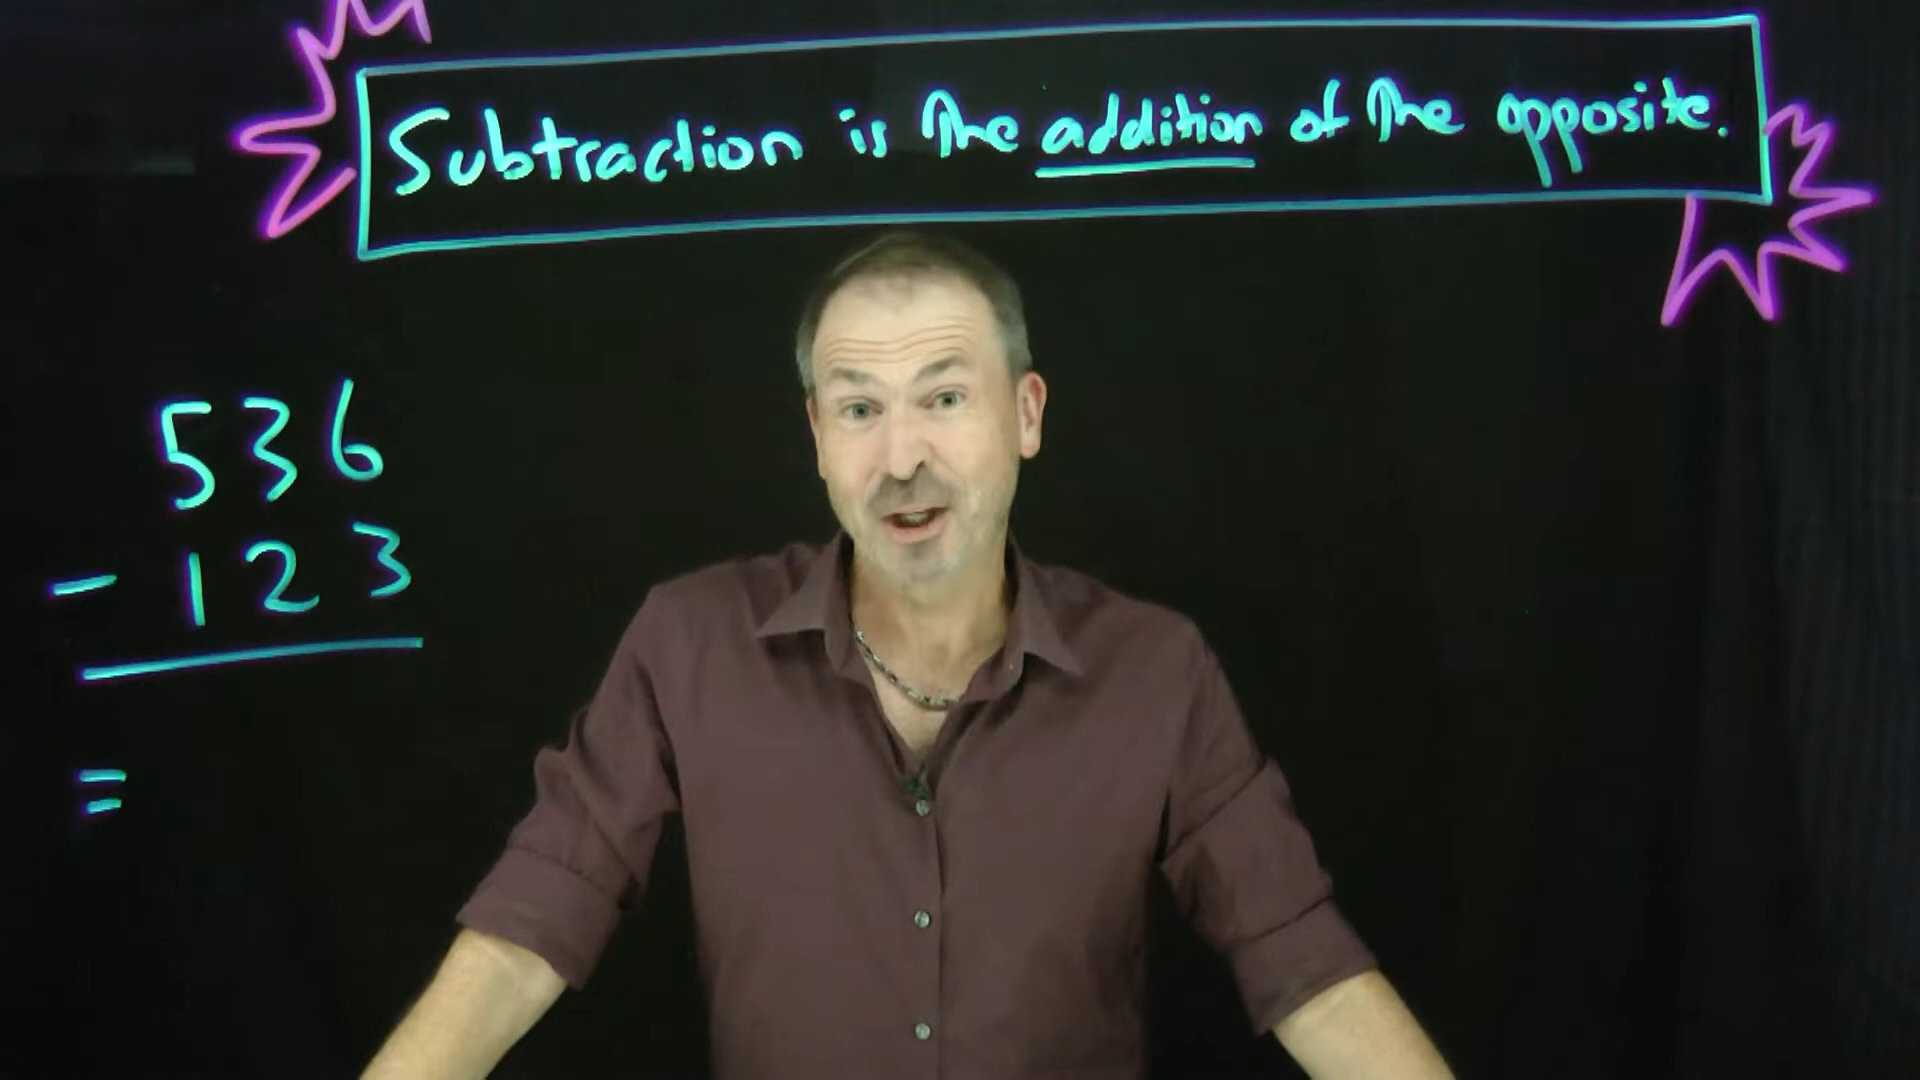 Subtraction is the addition of the opposite.
536
- 123
=